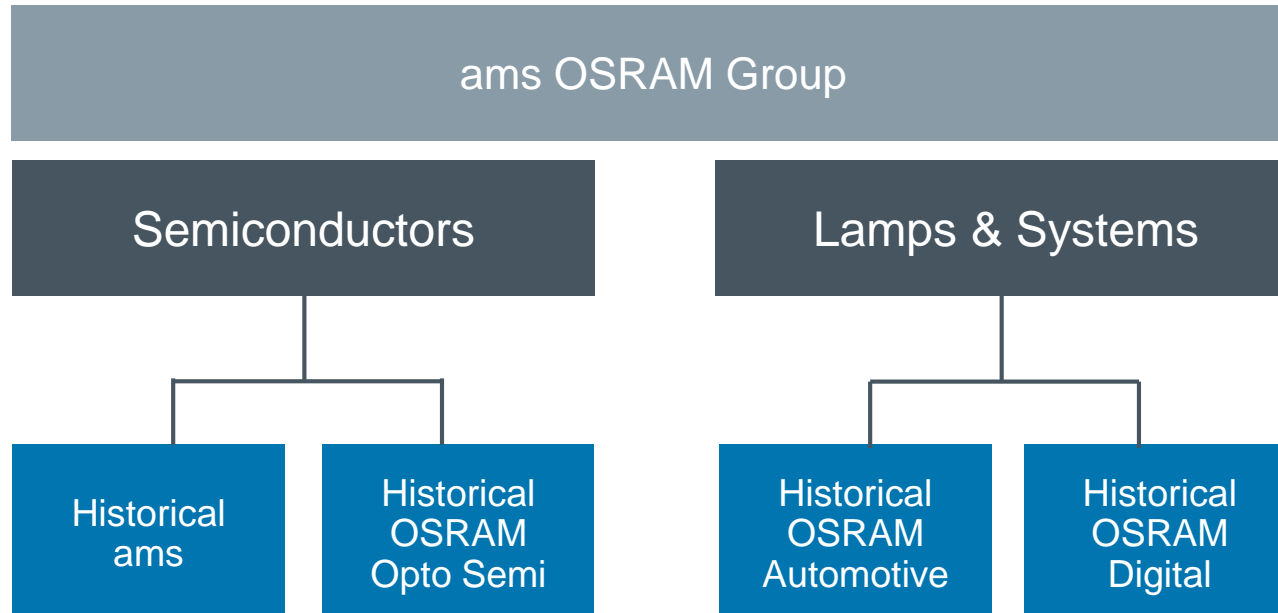 ams OSRAM Group
Semiconductors
Lamps & Systems
Historical
ams
Historical
OSRAM
Opto Semi
Historical
OSRAM
Automotive
Historical
OSRAM
Digital